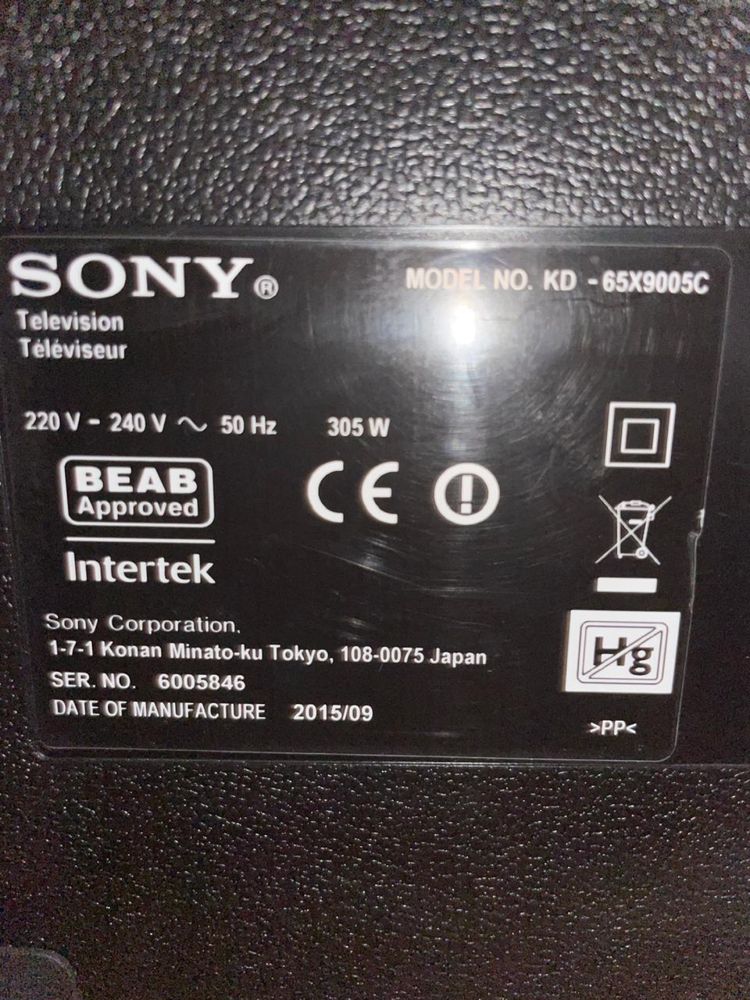 SONY®
MODEL NO. KD - 65X9005C
Television
Téléviseur
220 V - 240 V ~ 50 Hz 305 W
BEAB
Approved
Intertek
CE
Sony Corporation.
1-7-1 Konan Minato-ku Tokyo, 108-0075 Japan
SER. NO. 6005846
DATE OF MANUFACTURE 2015/09
Hg
>PP<